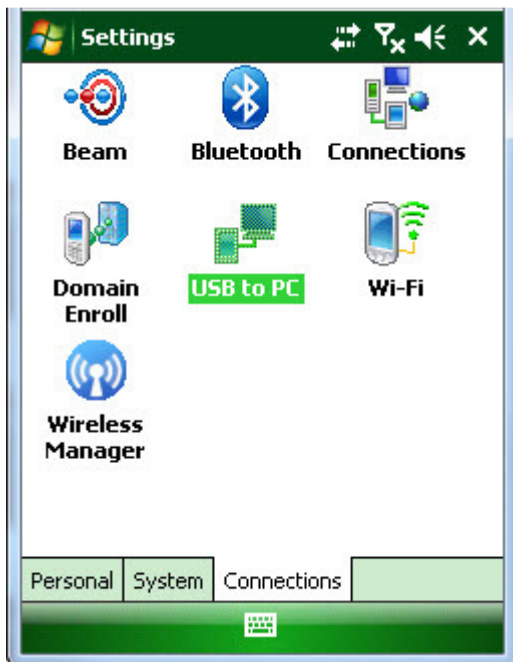 Settings
Beam Bluetooth Connections
Domain Enroll
USB to PC
Wi-Fi
Wireless Manager
Personal System Connections